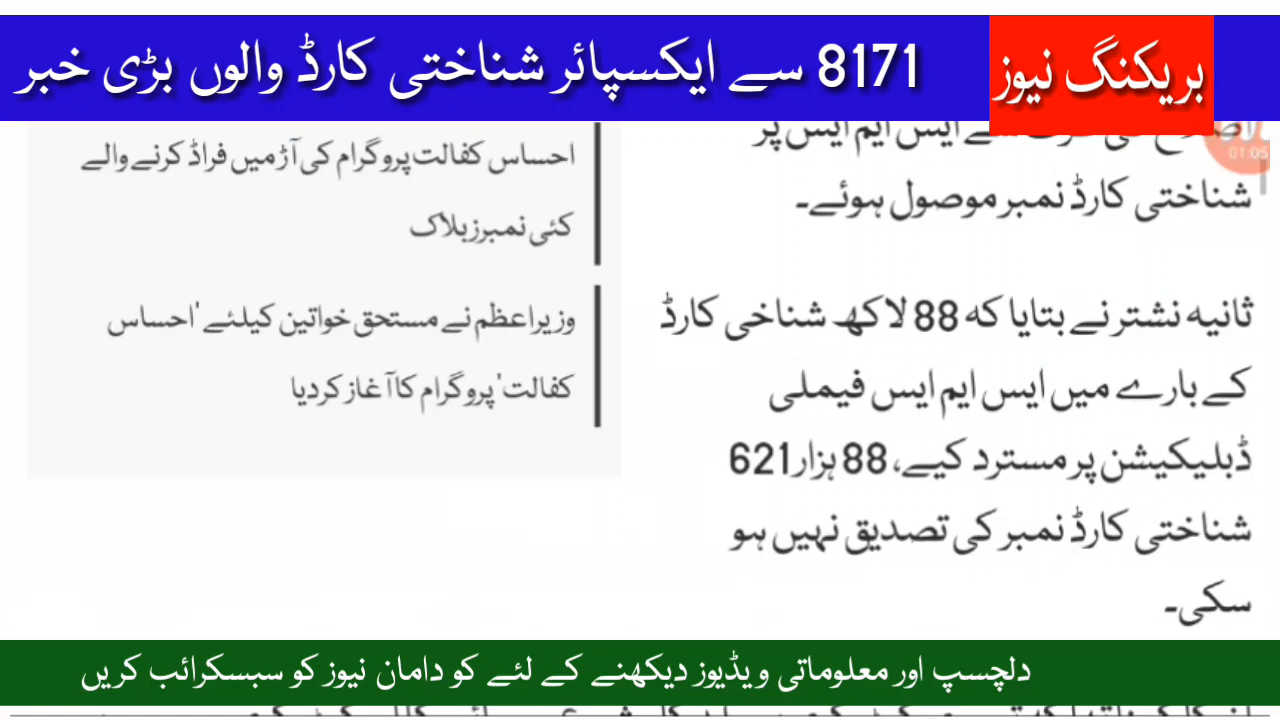 بریکنگ نیوز
8171 سے ایکسپائر شناختی کارڈ والوں بڑی خبر
سے ایس ایم ایس پر
01:05
شناختی کارڈ نمبر موصول ہوئے۔
ثانیہ نشتر نے بتایا کہ 88 لاکھ شناخی کارڈ
کے بارے میں ایس ایم ایس فیملی
ڈبلیکیشن پر مسترد کیے، 88 ہزار 621
شناختی کارڈ نمبر کی تصدیق نہیں ہو
سکی۔
احساس کفالت پروگرام کی آڑ میں فراڈ کرنے والے
کئی نمبرز بلاک
وزیراعظم نے مستحق خواتین کیلئے 'احساس
کفالت' پروگرام کا آغاز کردیا
دلچسپ اور معلوماتی ویڈیوز دیکھنے کے لئے کو دامان نیوز کو سبسکرائب کریں